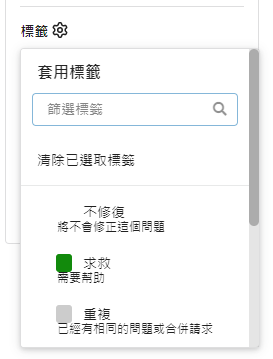 標籤
套用標籤
篩選標籤
清除已選取標籤
不修復
將不會修正這個問題
求救
需要幫助
重複
已經有相同的問題或合併請求